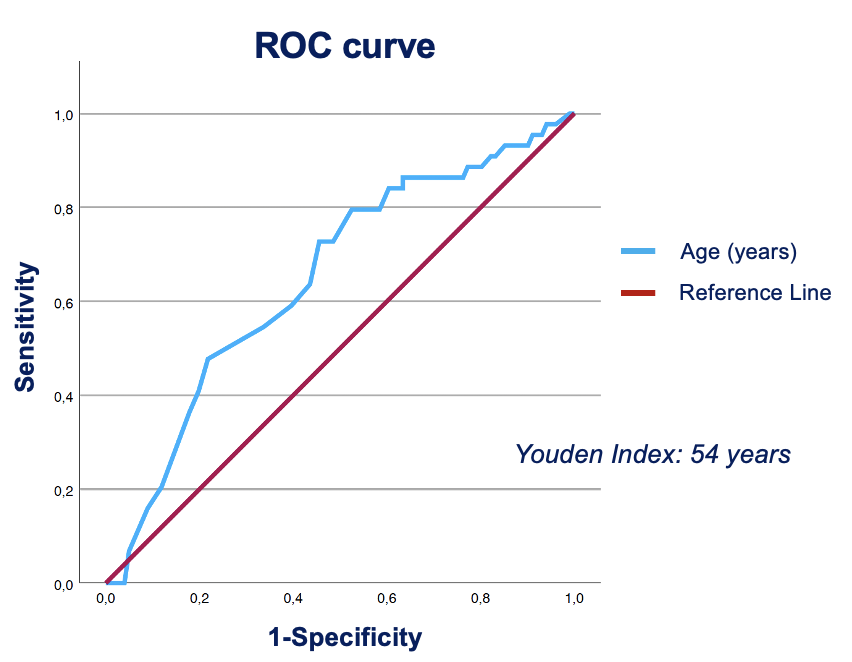 ROC curve
1,0
0,8
0,6
0,4
0,2
0,0
Sensitivity
0,0 0,2 0,4 0,6 0,8 1,0
1-Specificity
Age (years)
Reference Line
Youden Index: 54 years